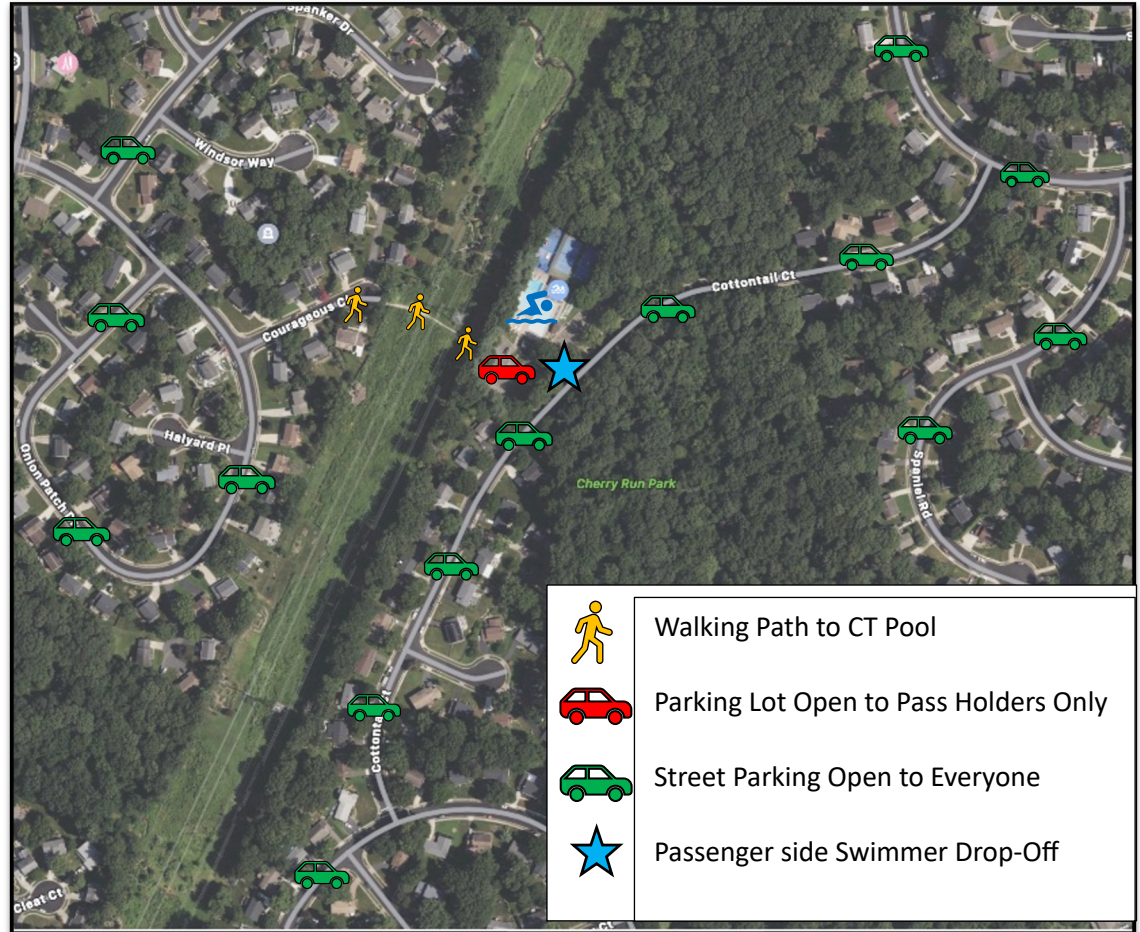 Spanker Dr
Windsor Way
Cottontail Ct
Courageous C
Halyard Pl
Onion Patch
Cherry Run Park
Spaniel Rd
Walking Path to CT Pool
Parking Lot Open to Pass Holders Only
Street Parking Open to Everyone
Passenger side Swimmer Drop-Off
Cleat Ct
Ct